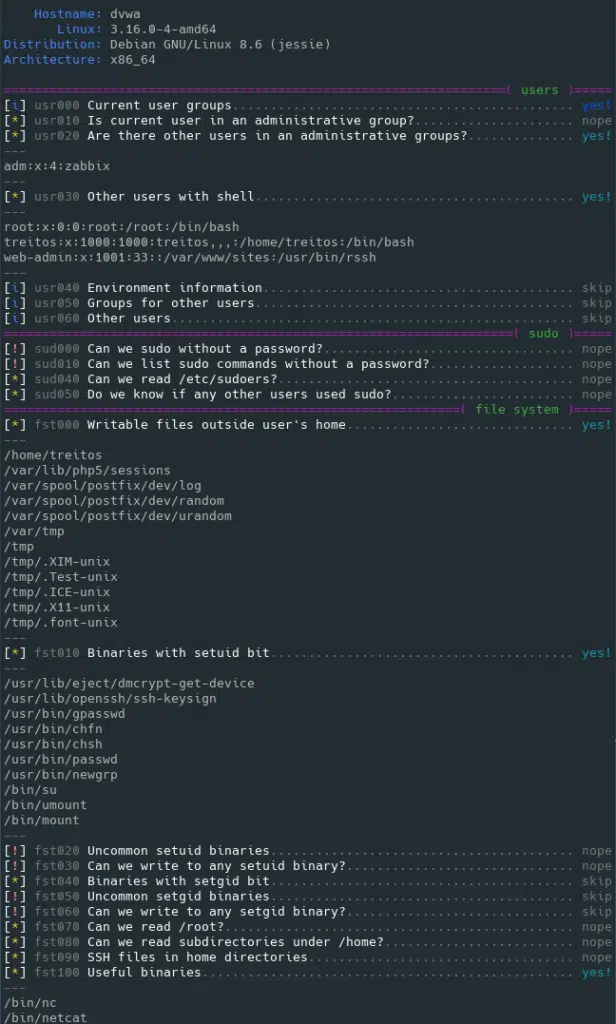 Hostname: dvwa
Linux: 3.16.0-4-amd64
Distribution: Debian GNU/Linux 8.6 (jessie)
Architecture: x86_64
==================================================================( users )=====
[i] usr000 Current user groups............................................. yes!
[*] usr010 Is current user in an administrative group?..................... nope
[*] usr020 Are there other users in an administrative groups?.............. yes!
---
adm:x:4:zabbix
---
[*] usr030 Other users with shell.......................................... yes!
---
root:x:0:0:root:/root:/bin/bash
treitos:x:1000:1000:treitos,,,:/home/treitos:/bin/bash
web-admin:x:1001:33::/var/www/sites:/usr/bin/rssh
---
[i] usr040 Environment information......................................... skip
[i] usr050 Groups for other users.......................................... skip
[i] usr060 Other users..................................................... skip
===================================================================( sudo )=====
[!] sud000 Can we sudo without a password?................................. nope
[!] sud010 Can we list sudo commands without a password?................... nope
[*] sud040 Can we read /etc/sudoers?....................................... nope
[*] sud050 Do we know if any other users used sudo?........................ nope
============================================================( file system )=====
[*] fst000 Writable files outside user's home.............................. yes!
---
/home/treitos
/var/lib/php5/sessions
/var/spool/postfix/dev/log
/var/spool/postfix/dev/random
/var/spool/postfix/dev/urandom
/var/tmp
/tmp
/tmp/.XIM-unix
/tmp/.Test-unix
/tmp/.ICE-unix
/tmp/.X11-unix
/tmp/.font-unix
---
[*] fst010 Binaries with setuid bit........................................ yes!
---
/usr/lib/eject/dmcrypt-get-device
/usr/lib/openssh/ssh-keysign
/usr/bin/gpasswd
/usr/bin/chfn
/usr/bin/chsh
/usr/bin/passwd
/usr/bin/newgrp
/bin/su
/bin/umount
/bin/mount
---
[!] fst020 Uncommon setuid binaries........................................ nope
[!] fst030 Can we write to any setuid binary?.............................. nope
[*] fst040 Binaries with setgid bit........................................ skip
[!] fst050 Uncommon setgid binaries........................................ skip
[!] fst060 Can we write to any setgid binary?.............................. skip
[*] fst070 Can we read /root?.............................................. nope
[*] fst080 Can we read subdirectories under /home?......................... nope
[*] fst090 SSH files in home directories................................... nope
[*] fst100 Useful binaries................................................. yes!
---
/bin/nc
/bin/netcat